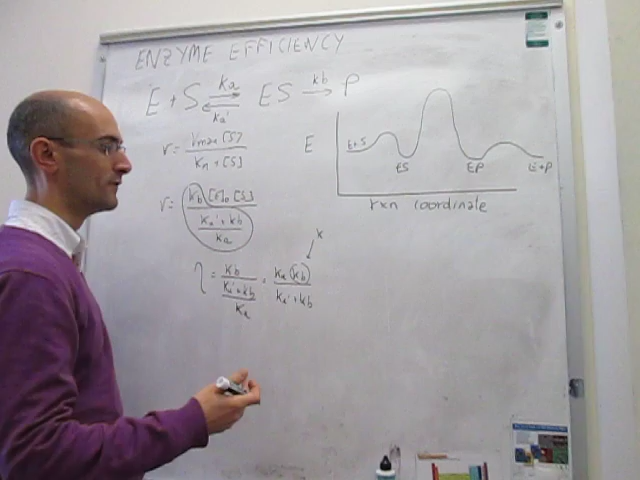 ENZYME EFFICIENCY
E + S ⇌ ES → P
ka
ka'
kb
r = Vmax [S] / Km + [S]
r = kb [E]o [S] / (ka' + kb) / ka
η = kb / ((ka' + kb) / ka) = ka (kb) / ka' + kb
k
E
E+S
ES
EP
E+P
rxn coordinate